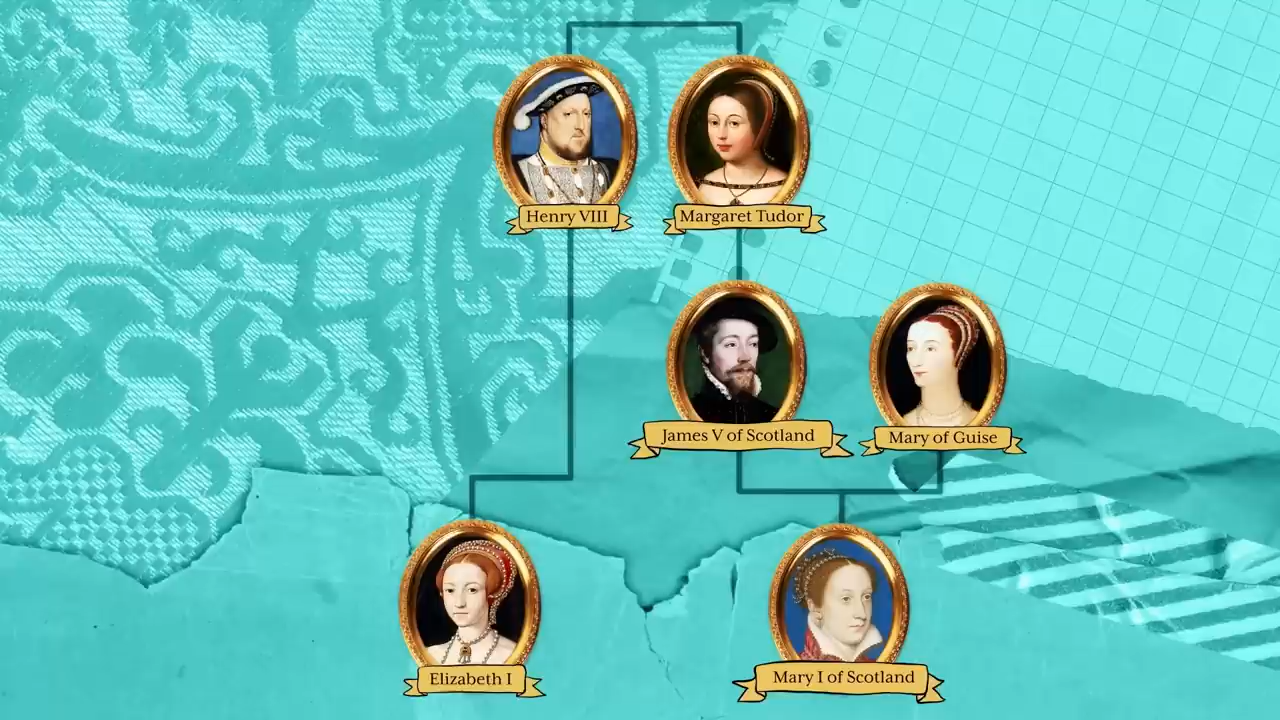 Henry VIII
Margaret Tudor
James V of Scotland
Mary of Guise
Elizabeth I
Mary I of Scotland